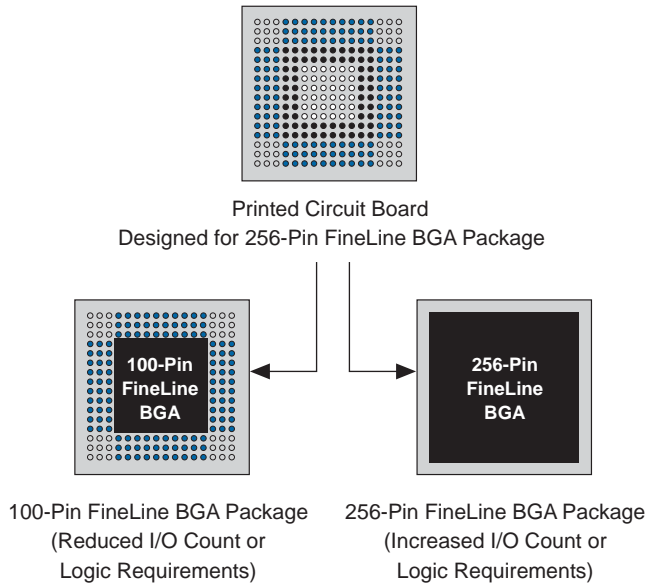 Printed Circuit Board
Designed for 256-Pin FineLine BGA Package
100-Pin
FineLine
BGA
256-Pin
FineLine
BGA
100-Pin FineLine BGA Package
(Reduced I/O Count or
Logic Requirements)
256-Pin FineLine BGA Package
(Increased I/O Count or
Logic Requirements)